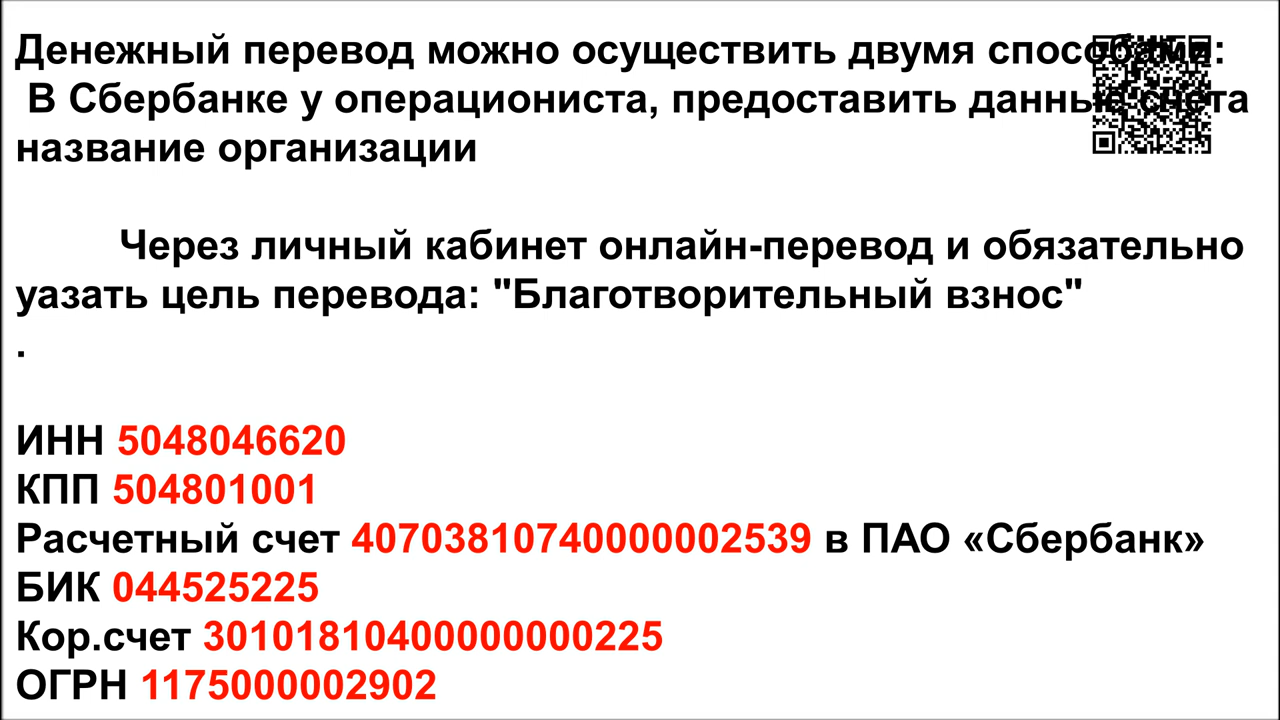 Денежный перевод можно осуществить двумя способами:
В Сбербанке у операциониста, предоставить данные счета
название организации
Через личный кабинет онлайн-перевод и обязательно
уазать цель перевода: "Благотворительный взнос"
.
ИНН 5048046620
КПП 504801001
Расчетный счет 40703810740000002539 в ПАО «Сбербанк»
БИК 044525225
Кор.счет 30101810400000000225
ОГРН 1175000002902